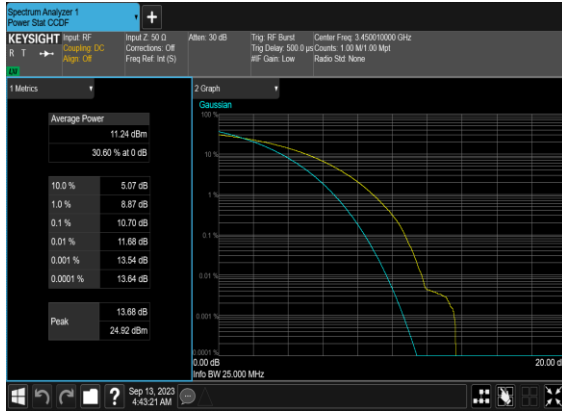 Spectrum Analyzer 1
Power Stat CCDF
+
KEYSIGHT
R T
LV
Input: RF
Coupling: DC
Align: Off
Input Z: 50 Ω
Corrections: Off
Freq Ref: Int (S)
Atten: 30 dB
Trig: RF Burst
Trig Delay: 500.0 µs
#IF Gain: Low
Center Freq: 3.450010000 GHz
Counts: 1.00 M/1.00 Mpt
Radio Std: None
1 Metrics
Average Power
11.24 dBm
30.60 % at 0 dB
10.0 % 5.07 dB
1.0 % 8.87 dB
0.1 % 10.70 dB
0.01 % 11.68 dB
0.001 % 13.54 dB
0.0001 % 13.64 dB
Peak
13.68 dB
24.92 dBm
2 Graph
Gaussian
100 %
10 %
1 %
0.1 %
0.01 %
0.001 %
0.0001 %
0.00 dB
20.00 d
Info BW 25.000 MHz
?
Sep 13, 2023
4:43:21 AM